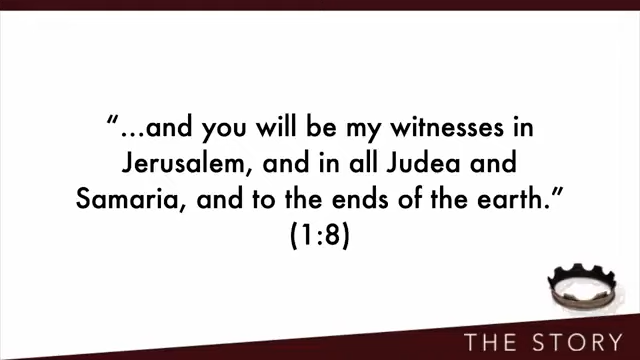 “...and you will be my witnesses in
Jerusalem, and in all Judea and
Samaria, and to the ends of the earth.”
(1:8)
THE STORY